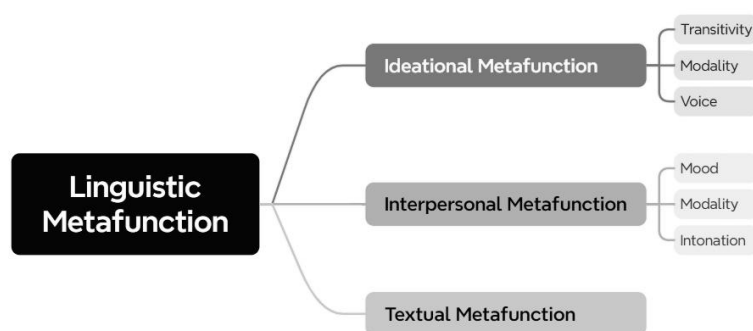 Linguistic
Metafunction
Ideational Metafunction
Transitivity
Modality
Voice
Interpersonal Metafunction
Mood
Modality
Intonation
Textual Metafunction